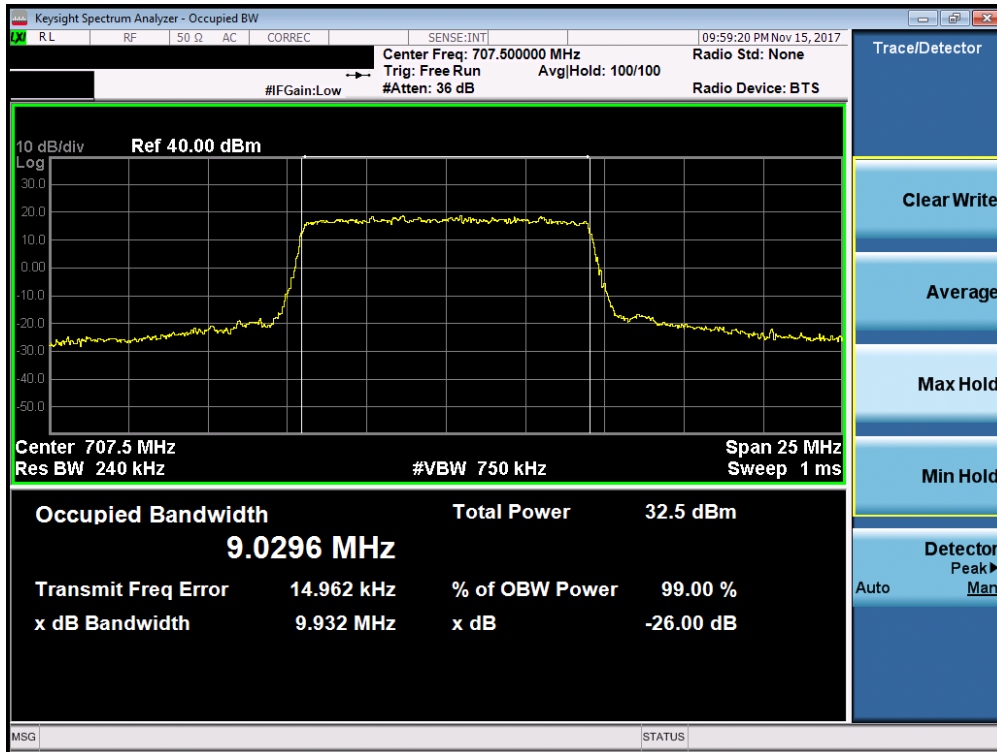 Keysight Spectrum Analyzer - Occupied BW
LXI RL RF 50 Ω AC CORREC SENSE:INT 09:59:20 PM Nov 15, 2017
Center Freq: 707.500000 MHz Radio Std: None
Trig: Free Run Avg|Hold: 100/100
#IFGain:Low #Atten: 36 dB Radio Device: BTS
10 dB/div Ref 40.00 dBm
Log
30.0
20.0
10.0
0.00
-10.0
-20.0
-30.0
-40.0
-50.0
Center 707.5 MHz Span 25 MHz
Res BW 240 kHz #VBW 750 kHz Sweep 1 ms
Occupied Bandwidth Total Power 32.5 dBm
9.0296 MHz
Transmit Freq Error 14.962 kHz % of OBW Power 99.00 %
x dB Bandwidth 9.932 MHz x dB -26.00 dB
Trace/Detector
Clear Write
Average
Max Hold
Min Hold
Detector
Peak▶
Auto Man
MSG STATUS